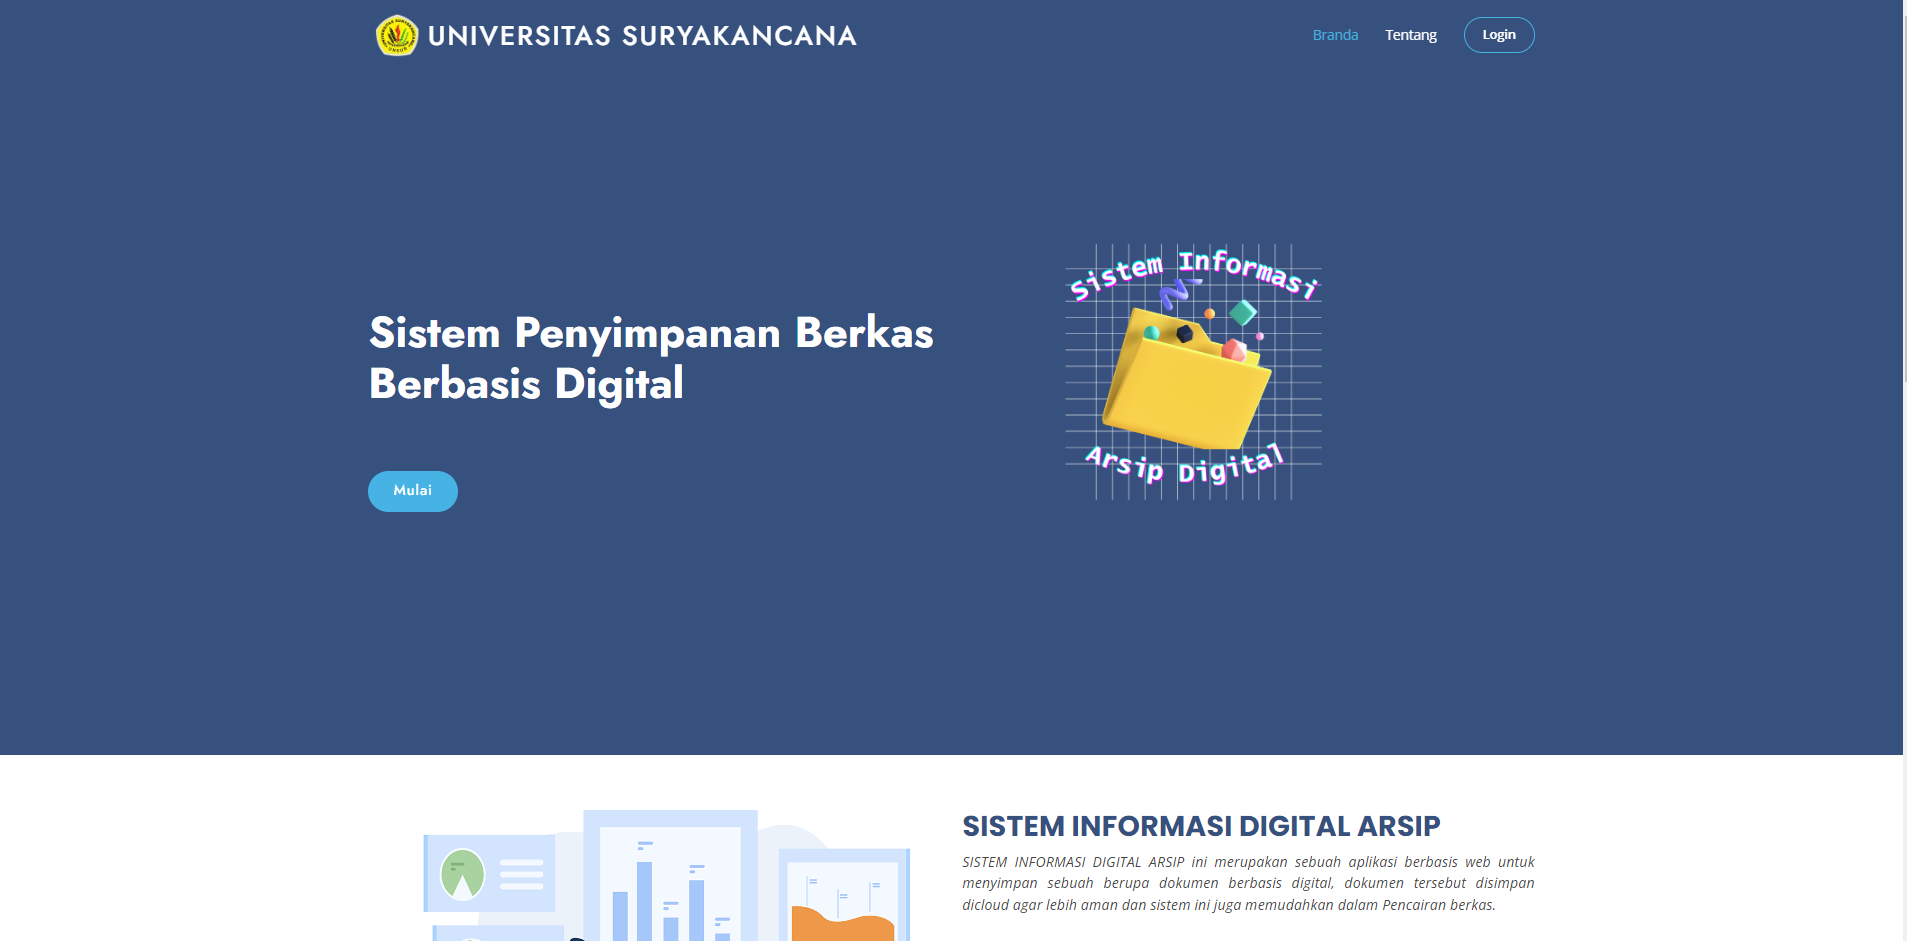 UNIVERSITAS SURYAKANCANA
Branda
Tentang
Login
Sistem Penyimpanan Berkas
Berbasis Digital
Mulai
Sistem Informasi
Arsip Digital
SISTEM INFORMASI DIGITAL ARSIP
SISTEM INFORMASI DIGITAL ARSIP ini merupakan sebuah aplikasi berbasis web untuk
menyimpan sebuah berupa dokumen berbasis digital, dokumen tersebut disimpan
dicloud agar lebih aman dan sistem ini juga memudahkan dalam Pencairan berkas.